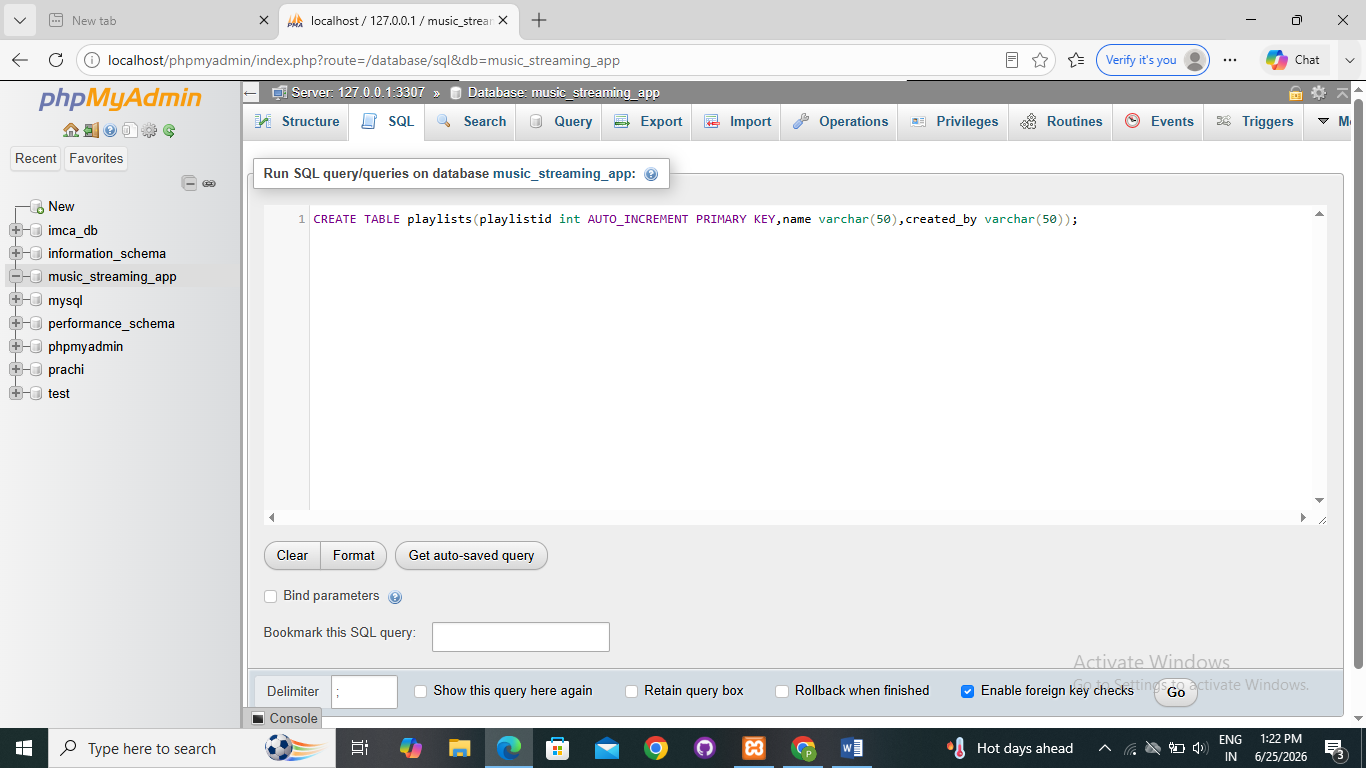 New tab
localhost / 127.0.0.1 / music_strear
localhost/phpmyadmin/index.php?route=/database/sql&db=music_streaming_app
Verify it's you
Chat
phpMyAdmin
Recent
Favorites
New
imca_db
information_schema
music_streaming_app
mysql
performance_schema
phpmyadmin
prachi
test
Server: 127.0.0.1:3307 » Database: music_streaming_app
Structure
SQL
Search
Query
Export
Import
Operations
Privileges
Routines
Events
Triggers
Run SQL query/queries on database music_streaming_app:
1 CREATE TABLE playlists(playlistid int AUTO_INCREMENT PRIMARY KEY,name varchar(50),created_by varchar(50));
Clear
Format
Get auto-saved query
Bind parameters
Bookmark this SQL query:
Activate Windows
Go to Settings to activate Windows.
Delimiter ;
Show this query here again
Retain query box
Rollback when finished
Enable foreign key checks
Go
Console
Type here to search
Hot days ahead
ENG
IN
1:22 PM
6/25/2026
3